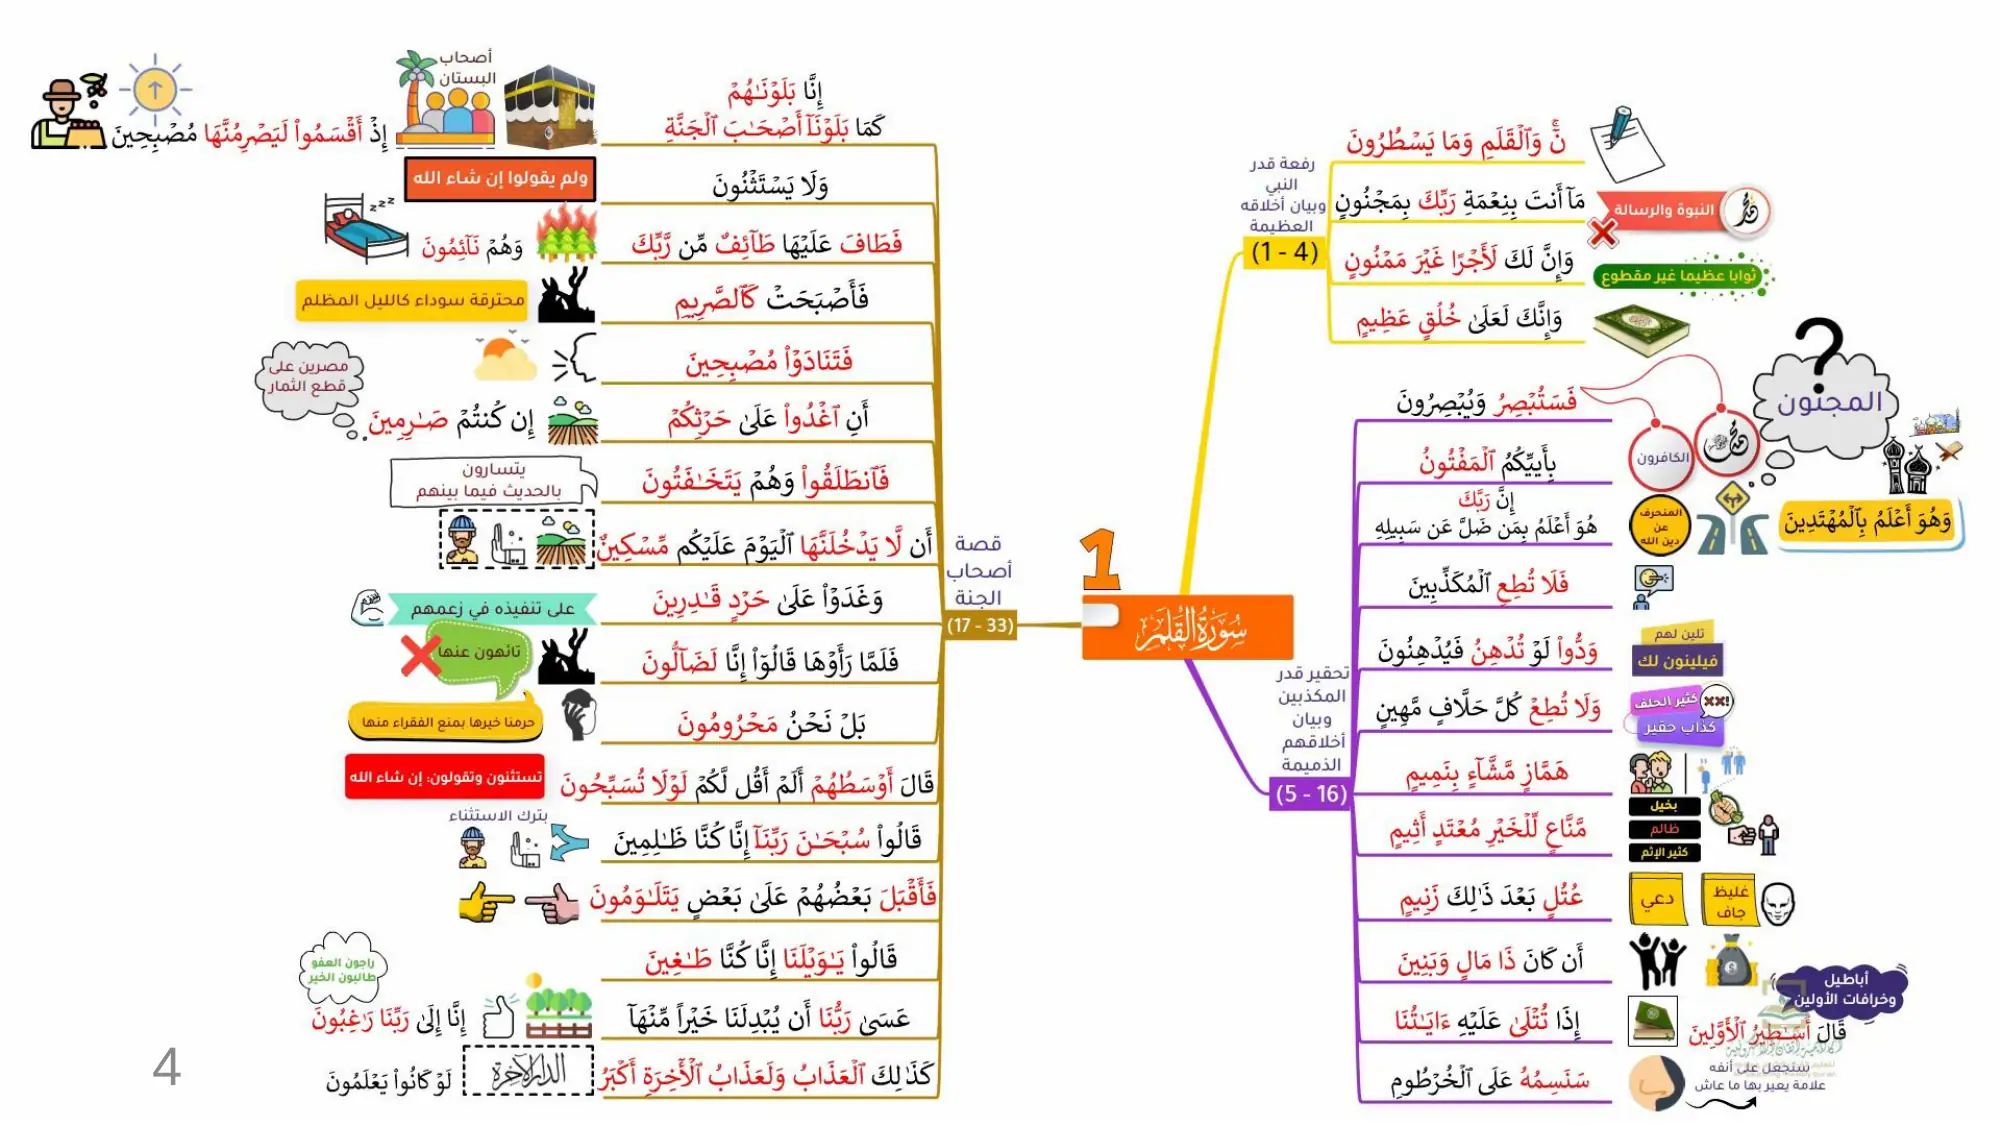 سُورَةُ القَلَمِ
1
رفعة قدر
النبي
وبيان أخلاقه
العظيمة
(1 - 4)
نٓۚ وَٱلۡقَلَمِ وَمَا يَسۡطُرُونَ
مَآ أَنتَ بِنِعۡمَةِ رَبِّكَ بِمَجۡنُونٖ
النبوة والرسالة
محمد
وَإِنَّ لَكَ لَأَجۡرًا غَيۡرَ مَمۡنُونٖ
ثوابا عظيما غير مقطوع
وَإِنَّكَ لَعَلَىٰ خُلُقٍ عَظِيمٖ
تحقير قدر
المكذبين
وبيان
أخلاقهم
الذميمة
(5 - 16)
فَسَتُبۡصِرُ وَيُبۡصِرُونَ
؟
المجنون
محمد
الكافرون
بِأَييِّكُمُ ٱلۡمَفۡتُونُ
إِنَّ رَبَّكَ
هُوَ أَعۡلَمُ بِمَن ضَلَّ عَن سَبِيلِهِ
المنحرف
عن
دين الله
وَهُوَ أَعۡلَمُ بِٱلۡمُهۡتَدِينَ
فَلَا تُطِعِ ٱلۡمُكَذِّبِينَ
وَدُّواْ لَوۡ تُدۡهِنُ فَيُدۡهِنُونَ
تلين لهم
فيلينون لك
وَلَا تُطِعۡ كُلَّ حَلَّافٖ مَّهِينٍ
كثير الحلف
كذاب حقير
هَمَّازٖ مَّشَّآءِۭ بِنَمِيمٖ
مَّنَّاعٖ لِّلۡخَيۡرِ مُعۡتَدٍ أَثِيمٍ
بخيل
ظالم
كثير الإثم
عُتُلِّۭ بَعۡدَ ذَٰلِكَ زَنِيمٍ
غليظ
جاف
دعي
أَن كَانَ ذَا مَالٖ وَبَنِينَ
إِذَا تُتۡلَىٰ عَلَيۡهِ ءَايَٰتُنَا
قَالَ أَسَٰطِيرُ ٱلۡأَوَّلِينَ
أباطيل
وخرافات الأولين
سَنَسِمُهُۥ عَلَى ٱلۡخُرۡطُومِ
سنجعل على أنفه
علامة يعير بها ما عاش
قصة
أصحاب
الجنة
(17 - 33)
إِنَّا بَلَوۡنَٰهُمۡ
كَمَا بَلَوۡنَآ أَصۡحَٰبَ ٱلۡجَنَّةِ
أصحاب
البستان
إِذۡ أَقۡسَمُواْ لَيَصۡرِمُنَّهَا مُصۡبِحِينَ
وَلَا يَسۡتَثۡنُونَ
ولم يقولوا إن شاء الله
فَطَافَ عَلَيۡهَا طَآئِفٞ مِّن رَّبِّكَ
وَهُمۡ نَآئِمُونَ
zzz
فَأَصۡبَحَتۡ كَٱلصَّرِيمِ
محترقة سوداء كالليل المظلم
فَتَنَادَوۡاْ مُصۡبِحِينَ
أَنِ ٱغۡدُواْ عَلَىٰ حَرۡثِكُمۡ
إِن كُنتُمۡ صَٰرِمِينَ
مصرين على
قطع الثمار
فَٱنطَلَقُواْ وَهُمۡ يَتَخَٰفَتُونَ
يتسارون
بالحديث فيما بينهم
أَن لَّا يَدۡخُلَنَّهَا ٱلۡيَوۡمَ عَلَيۡكُم مِّسۡكِينٞ
وَغَدَوۡاْ عَلَىٰ حَرۡدٖ قَٰدِرِينَ
على تنفيذه في زعمهم
فَلَمَّا رَأَوۡهَا قَالُوٓاْ إِنَّا لَضَآلُّونَ
تائهون عنها
بَلۡ نَحۡنُ مَحۡرُومُونَ
حرمنا خيرها بمنع الفقراء منها
قَالَ أَوۡسَطُهُمۡ أَلَمۡ أَقُل لَّكُمۡ لَوۡلَا تُسَبِّحُونَ
تستثنون وتقولون: إن شاء الله
قَالُواْ سُبۡحَٰنَ رَبِّنَآ إِنَّا كُنَّا ظَٰلِمِينَ
بترك الاستثناء
فَأَقۡبَلَ بَعۡضُهُمۡ عَلَىٰ بَعۡضٖ يَتَلَٰوَمُونَ
قَالُواْ يَٰوَيۡلَنَا إِنَّا كُنَّا طَٰغِينَ
عَسَىٰ رَبُّنَا أَن يُبۡدِلَنَا خَيۡرٗا مِّنۡهَآ
إِنَّا إِلَىٰ رَبِّنَا رَٰغِبُونَ
راجون العفو
طالبون الخير
كَذَٰلِكَ ٱلۡعَذَابُ وَلَعَذَابُ ٱلۡأٓخِرَةِ أَكۡبَرُ
الدار الآخرة
لَوۡ كَانُواْ يَعۡلَمُونَ
4